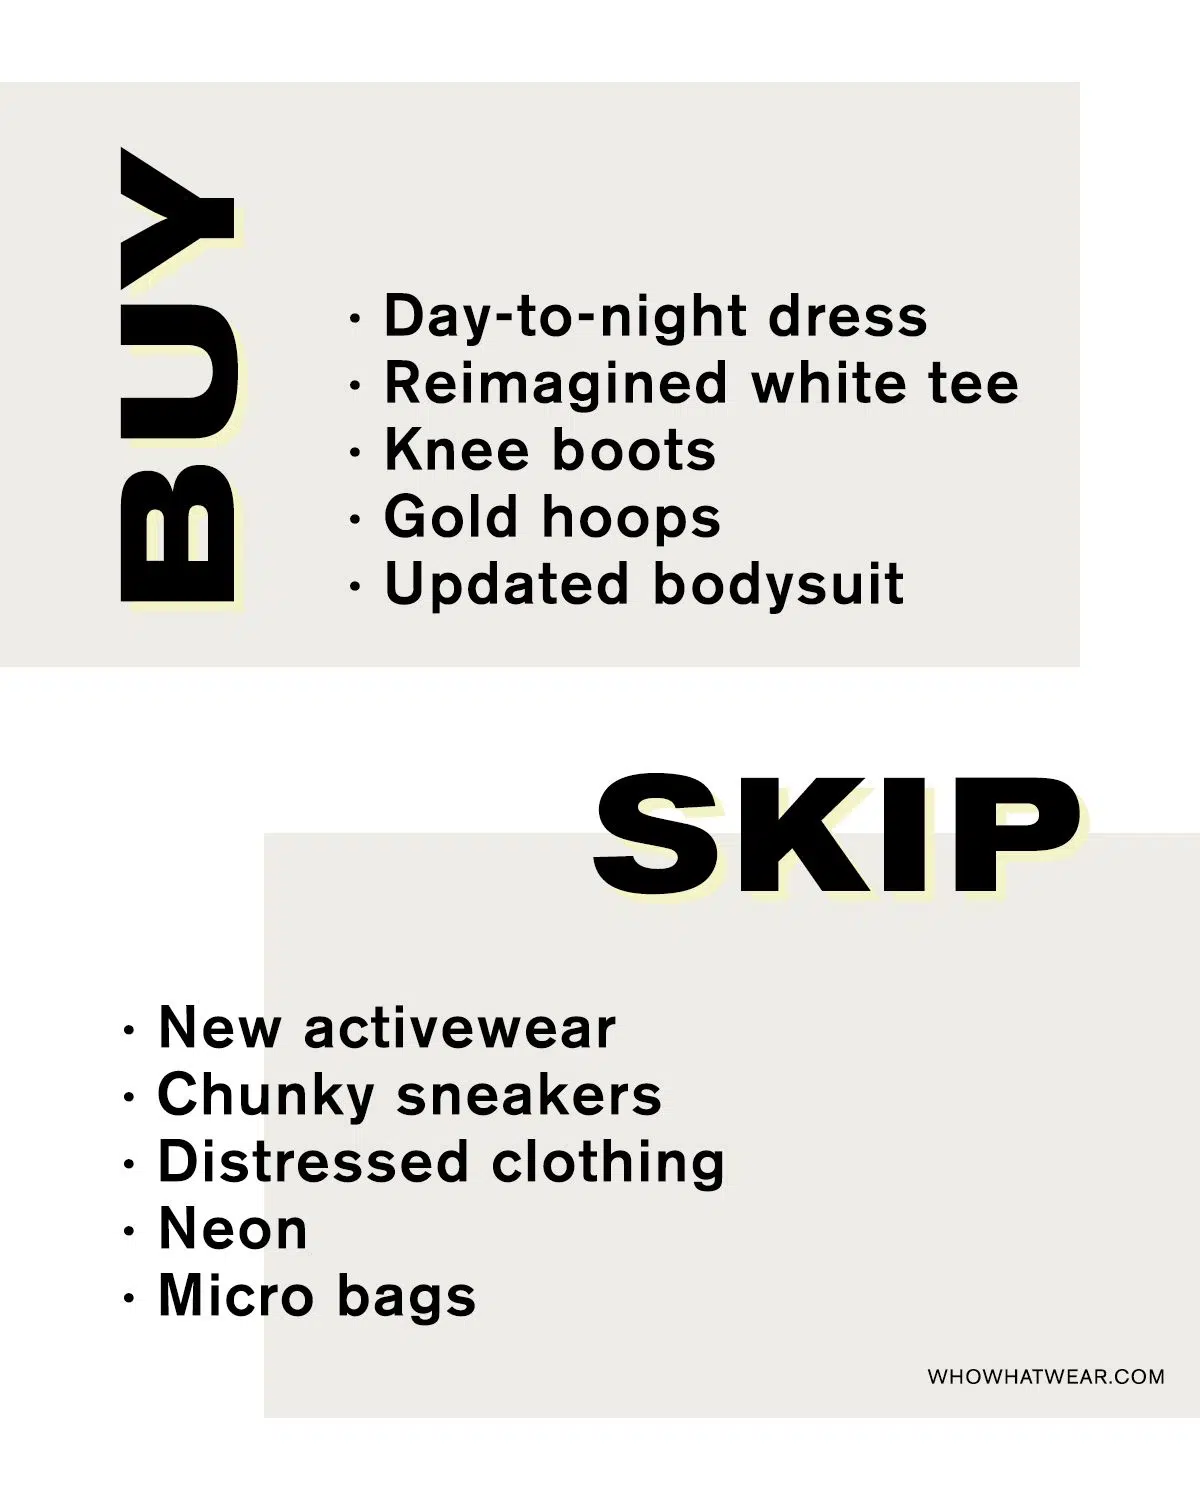 BUY
· Day-to-night dress
· Reimagined white tee
· Knee boots
· Gold hoops
· Updated bodysuit
SKIP
· New activewear
· Chunky sneakers
· Distressed clothing
· Neon
· Micro bags
WHOWHATWEAR.COM